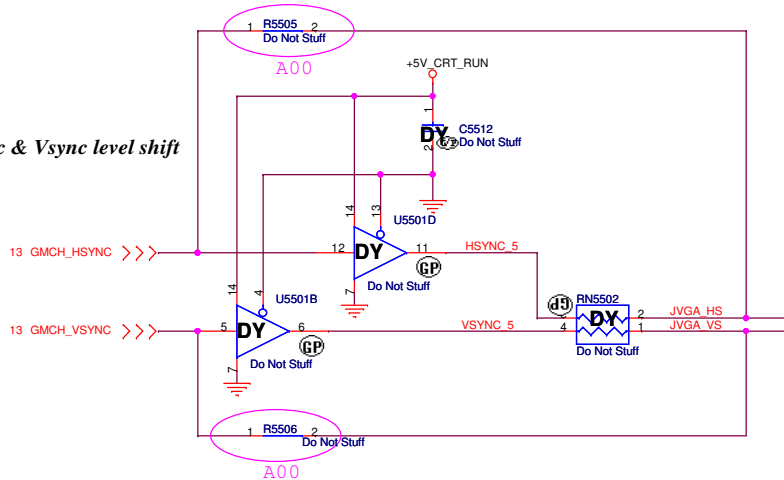 1 R5505 2
Do Not Stuff
A00
+5V_CRT_RUN
1
DY C5512
2 Do Not Stuff
c & Vsync level shift
14 13
U5501D
13 GMCH_HSYNC 12 DY 11 HSYNC_5
GP
7 Do Not Stuff
14 4
U5501B
GP RN5502
JVGA_HS
13 GMCH_VSYNC 5 DY 6 VSYNC_5 4 DY 2
1 JVGA_VS
GP
7 Do Not Stuff
Do Not Stuff
1 R5506 2
Do Not Stuff
A00